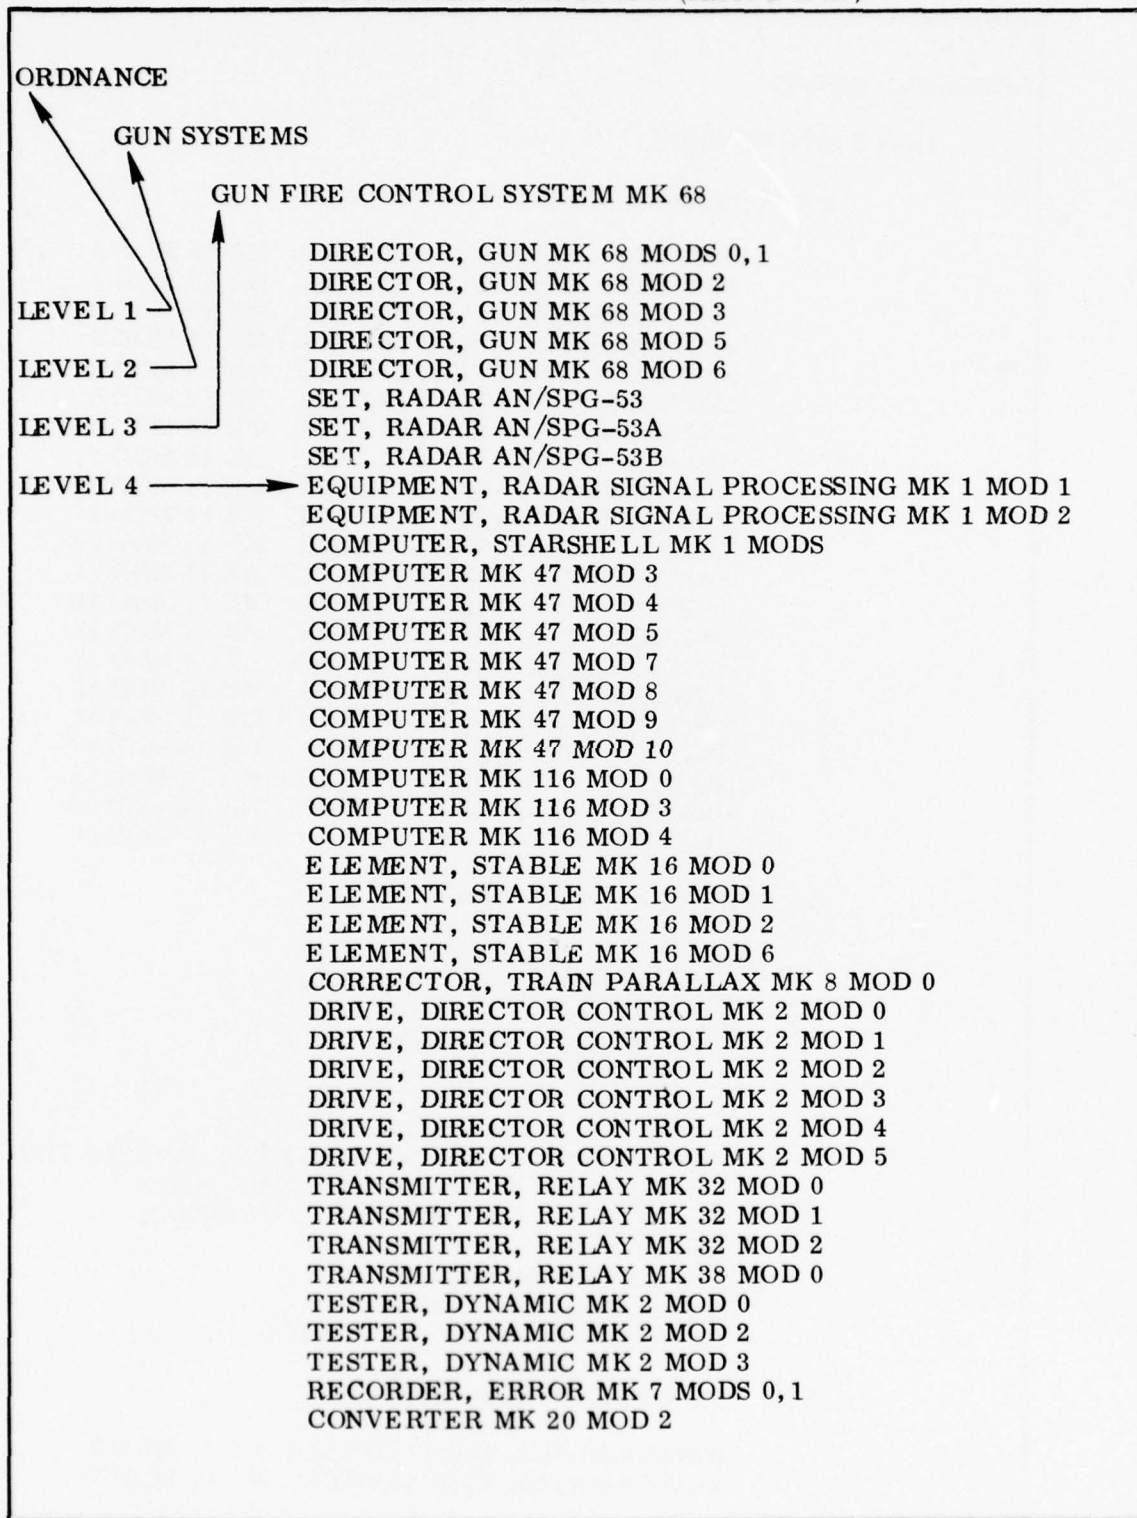 ORDNANCE
GUN SYSTEMS
GUN FIRE CONTROL SYSTEM MK 68
DIRECTOR, GUN MK 68 MODS 0,1
DIRECTOR, GUN MK 68 MOD 2
LEVEL 1 DIRECTOR, GUN MK 68 MOD 3
DIRECTOR, GUN MK 68 MOD 5
LEVEL 2 DIRECTOR, GUN MK 68 MOD 6
SET, RADAR AN/SPG-53
LEVEL 3 SET, RADAR AN/SPG-53A
SET, RADAR AN/SPG-53B
LEVEL 4 EQUIPMENT, RADAR SIGNAL PROCESSING MK 1 MOD 1
EQUIPMENT, RADAR SIGNAL PROCESSING MK 1 MOD 2
COMPUTER, STARSHELL MK 1 MODS
COMPUTER MK 47 MOD 3
COMPUTER MK 47 MOD 4
COMPUTER MK 47 MOD 5
COMPUTER MK 47 MOD 7
COMPUTER MK 47 MOD 8
COMPUTER MK 47 MOD 9
COMPUTER MK 47 MOD 10
COMPUTER MK 116 MOD 0
COMPUTER MK 116 MOD 3
COMPUTER MK 116 MOD 4
ELEMENT, STABLE MK 16 MOD 0
ELEMENT, STABLE MK 16 MOD 1
ELEMENT, STABLE MK 16 MOD 2
ELEMENT, STABLE MK 16 MOD 6
CORRECTOR, TRAIN PARALLAX MK 8 MOD 0
DRIVE, DIRECTOR CONTROL MK 2 MOD 0
DRIVE, DIRECTOR CONTROL MK 2 MOD 1
DRIVE, DIRECTOR CONTROL MK 2 MOD 2
DRIVE, DIRECTOR CONTROL MK 2 MOD 3
DRIVE, DIRECTOR CONTROL MK 2 MOD 4
DRIVE, DIRECTOR CONTROL MK 2 MOD 5
TRANSMITTER, RELAY MK 32 MOD 0
TRANSMITTER, RELAY MK 32 MOD 1
TRANSMITTER, RELAY MK 32 MOD 2
TRANSMITTER, RELAY MK 38 MOD 0
TESTER, DYNAMIC MK 2 MOD 0
TESTER, DYNAMIC MK 2 MOD 2
TESTER, DYNAMIC MK 2 MOD 3
RECORDER, ERROR MK 7 MODS 0,1
CONVERTER MK 20 MOD 2